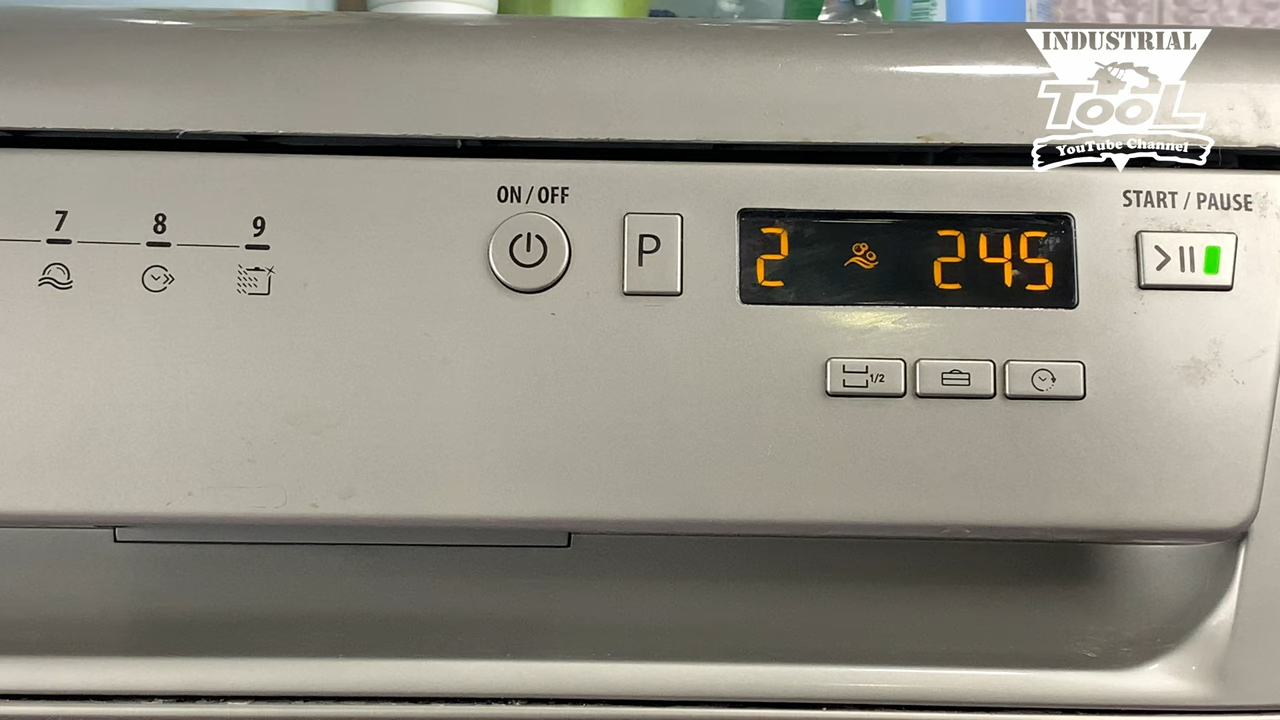 INDUSTRIAL
TOOL
YouTube Channel
ON / OFF
START / PAUSE
7 8 9
P
2 245
1/2